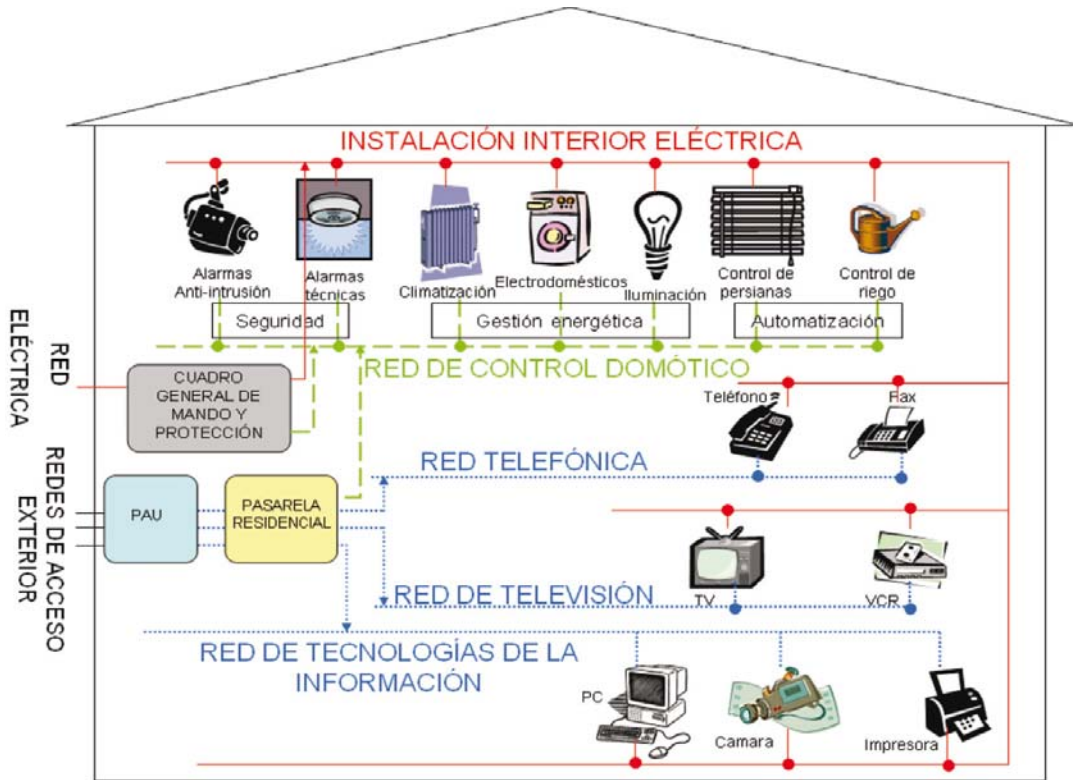 INSTALACIÓN INTERIOR ELÉCTRICA
Alarmas
Anti-intrusión
Alarmas
técnicas
Climatización
Electrodomésticos
Iluminación
Control de
persianas
Control de
riego
Seguridad
Gestión energética
Automatización
RED DE CONTROL DOMÓTICO
RED
ELÉCTRICA
CUADRO
GENERAL DE
MANDO Y
PROTECCIÓN
Teléfono
Fax
RED TELEFÓNICA
REDES DE ACCESO
EXTERIOR
PAU
PASARELA
RESIDENCIAL
TV
VCR
RED DE TELEVISIÓN
RED DE TECNOLOGÍAS DE LA
INFORMACIÓN
PC
Camara
Impresora